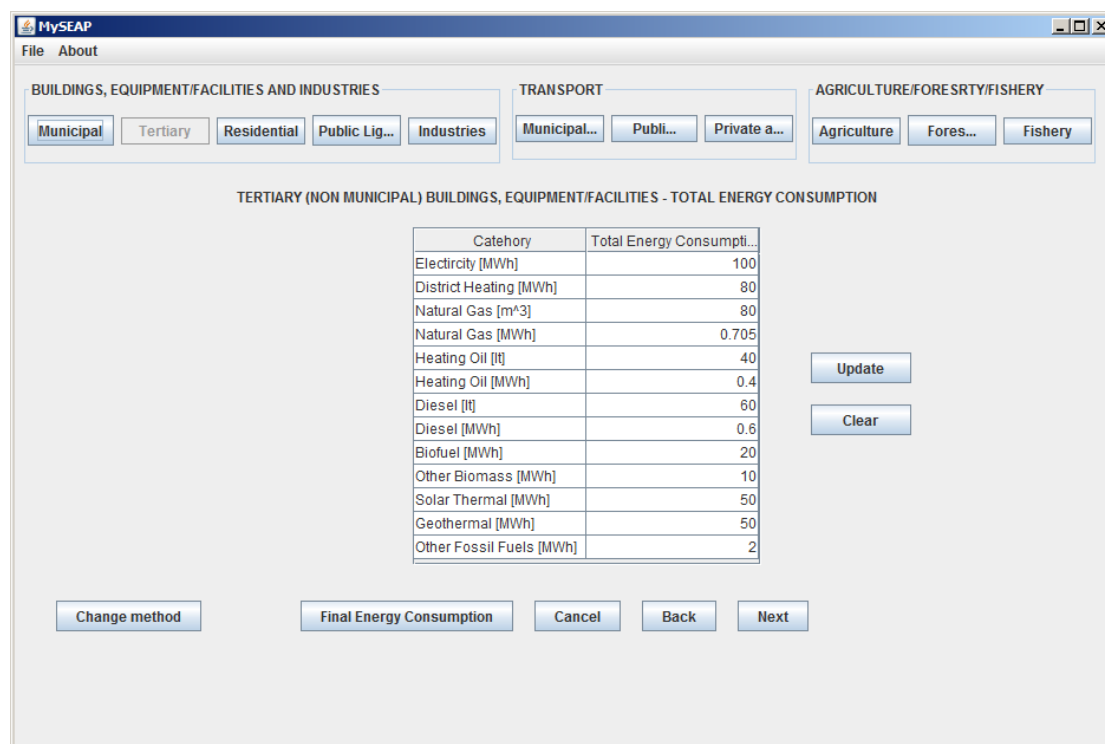 MySEAP
File About
BUILDINGS, EQUIPMENT/FACILITIES AND INDUSTRIES
Municipal Tertiary Residential Public Lig... Industries
TRANSPORT
Municipal... Publi... Private a...
AGRICULTURE/FORESRTY/FISHERY
Agriculture Fores... Fishery
TERTIARY (NON MUNICIPAL) BUILDINGS, EQUIPMENT/FACILITIES - TOTAL ENERGY CONSUMPTION
Catehory Total Energy Consumpti...
Electircity [MWh] 100
District Heating [MWh] 80
Natural Gas [m^3] 80
Natural Gas [MWh] 0.705
Heating Oil [lt] 40
Heating Oil [MWh] 0.4
Diesel [lt] 60
Diesel [MWh] 0.6
Biofuel [MWh] 20
Other Biomass [MWh] 10
Solar Thermal [MWh] 50
Geothermal [MWh] 50
Other Fossil Fuels [MWh] 2
Update
Clear
Change method Final Energy Consumption Cancel Back Next